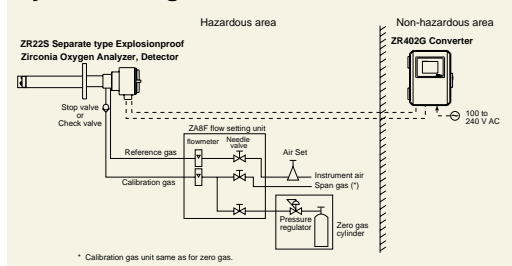 Hazardous area
Non-hazardous area
ZR22S Separate type Explosionproof
Zirconia Oxygen Analyzer, Detector
ZR402G Converter
Stop valve
or
Check valve
100 to
240 V AC
ZA8F flow setting unit
flowmeter
Needle
valve
Air Set
Reference gas
Instrument air
Calibration gas
Span gas (*)
Pressure
regulator
Zero gas
cylinder
* Calibration gas unit same as for zero gas.